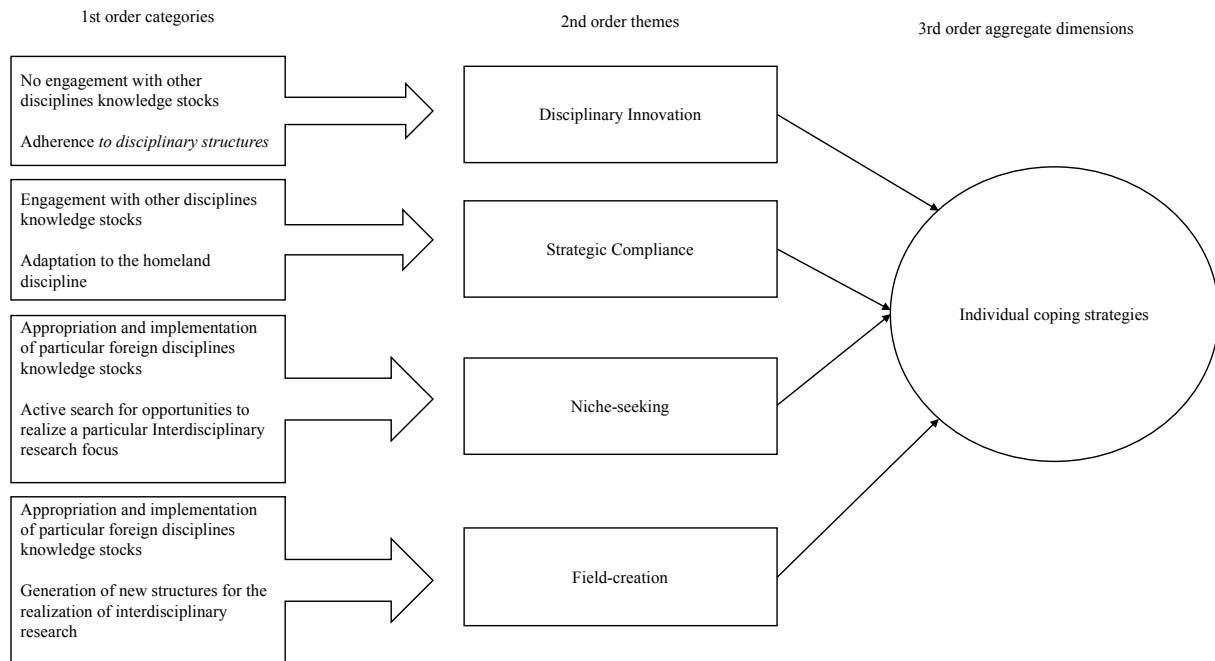 1st order categories
2nd order themes
3rd order aggregate dimensions
No engagement with other
disciplines knowledge stocks
Adherence to disciplinary structures
Disciplinary Innovation
Engagement with other disciplines
knowledge stocks
Adaptation to the homeland
discipline
Strategic Compliance
Individual coping strategies
Appropriation and implementation
of particular foreign disciplines
knowledge stocks
Active search for opportunities to
realize a particular Interdisciplinary
research focus
Niche-seeking
Appropriation and implementation
of particular foreign disciplines
knowledge stocks
Generation of new structures for the
realization of interdisciplinary
research
Field-creation